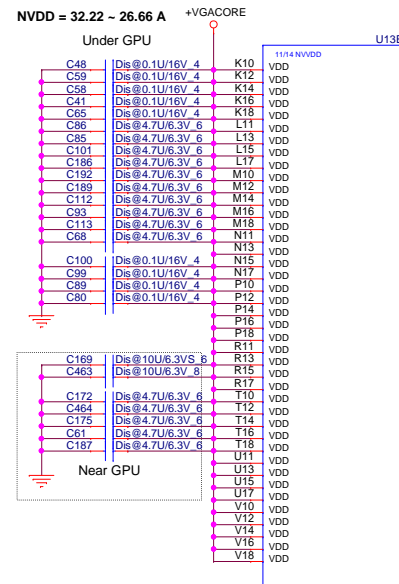 NVDD = 32.22 ~ 26.66 A
+VGACORE
Under GPU
U13E
11/14 NVVDD
C48 Dis@0.1U/16V_4 K10 VDD
C59 Dis@0.1U/16V_4 K12 VDD
C58 Dis@0.1U/16V_4 K14 VDD
C41 Dis@0.1U/16V_4 K16 VDD
C65 Dis@0.1U/16V_4 K18 VDD
C86 Dis@4.7U/6.3V_6 L11 VDD
C85 Dis@4.7U/6.3V_6 L13 VDD
C101 Dis@4.7U/6.3V_6 L15 VDD
C186 Dis@4.7U/6.3V_6 L17 VDD
C192 Dis@4.7U/6.3V_6 M10 VDD
C189 Dis@4.7U/6.3V_6 M12 VDD
C112 Dis@4.7U/6.3V_6 M14 VDD
C93 Dis@4.7U/6.3V_6 M16 VDD
C113 Dis@4.7U/6.3V_6 M18 VDD
C68 Dis@4.7U/6.3V_6 N11 VDD
N13 VDD
C100 Dis@0.1U/16V_4 N15 VDD
C99 Dis@0.1U/16V_4 N17 VDD
C89 Dis@0.1U/16V_4 P10 VDD
C80 Dis@0.1U/16V_4 P12 VDD
P14 VDD
P16 VDD
P18 VDD
R11 VDD
C169 Dis@10U/6.3VS_6 R13 VDD
C463 Dis@10U/6.3V_8 R15 VDD
R17 VDD
C172 Dis@4.7U/6.3V_6 T10 VDD
C464 Dis@4.7U/6.3V_6 T12 VDD
C175 Dis@4.7U/6.3V_6 T14 VDD
C61 Dis@4.7U/6.3V_6 T16 VDD
C187 Dis@4.7U/6.3V_6 T18 VDD
U11 VDD
Near GPU
U13 VDD
U15 VDD
U17 VDD
V10 VDD
V12 VDD
V14 VDD
V16 VDD
V18 VDD